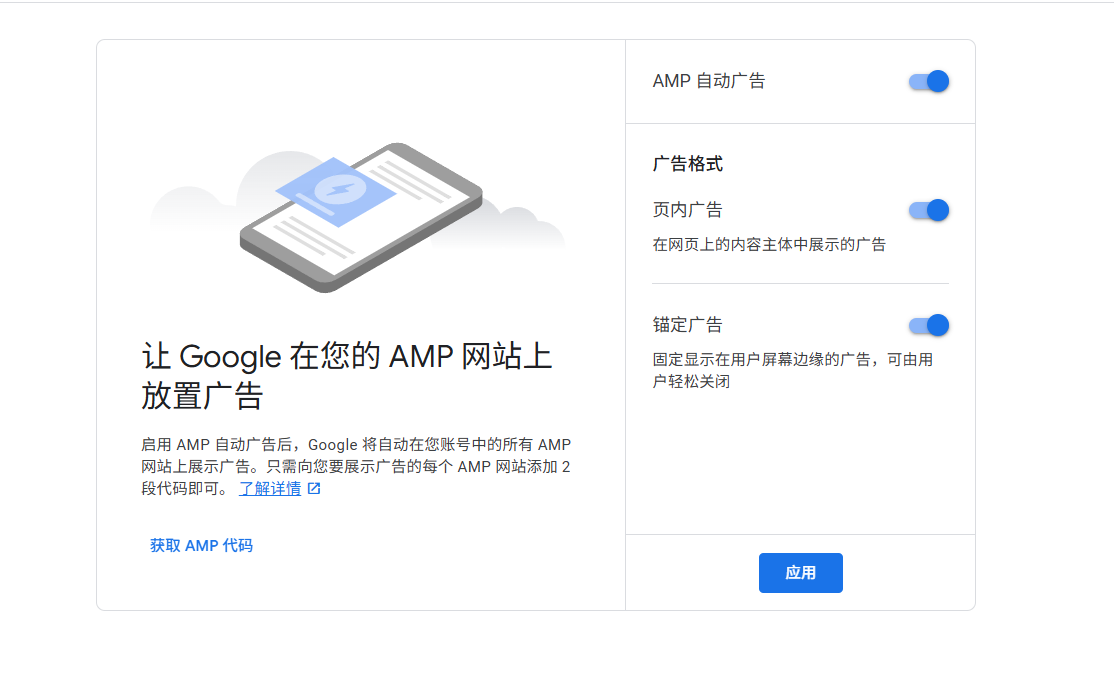 让 Google 在您的 AMP 网站上
放置广告
启用 AMP 自动广告后，Google 将自动在您账号中的所有 AMP
网站上展示广告。只需向您要展示广告的每个 AMP 网站添加 2
段代码即可。 了解详情
获取 AMP 代码
AMP 自动广告
广告格式
页内广告
在网页上的内容主体中展示的广告
锚定广告
固定显示在用户屏幕边缘的广告，可由用
户轻松关闭
应用